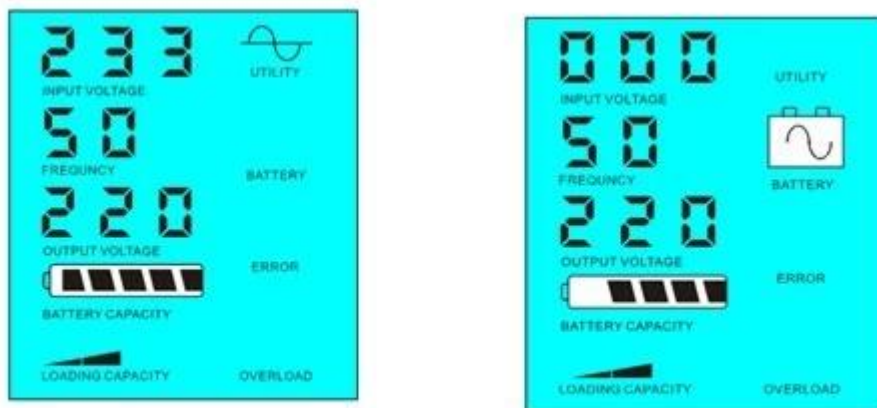 233
INPUT VOLTAGE
UTILITY
50
FREQUNCY
BATTERY
220
OUTPUT VOLTAGE
ERROR
BATTERY CAPACITY
LOADING CAPACITY
OVERLOAD
000
INPUT VOLTAGE
UTILITY
50
FREQUNCY
BATTERY
220
OUTPUT VOLTAGE
ERROR
BATTERY CAPACITY
LOADING CAPACITY
OVERLOAD